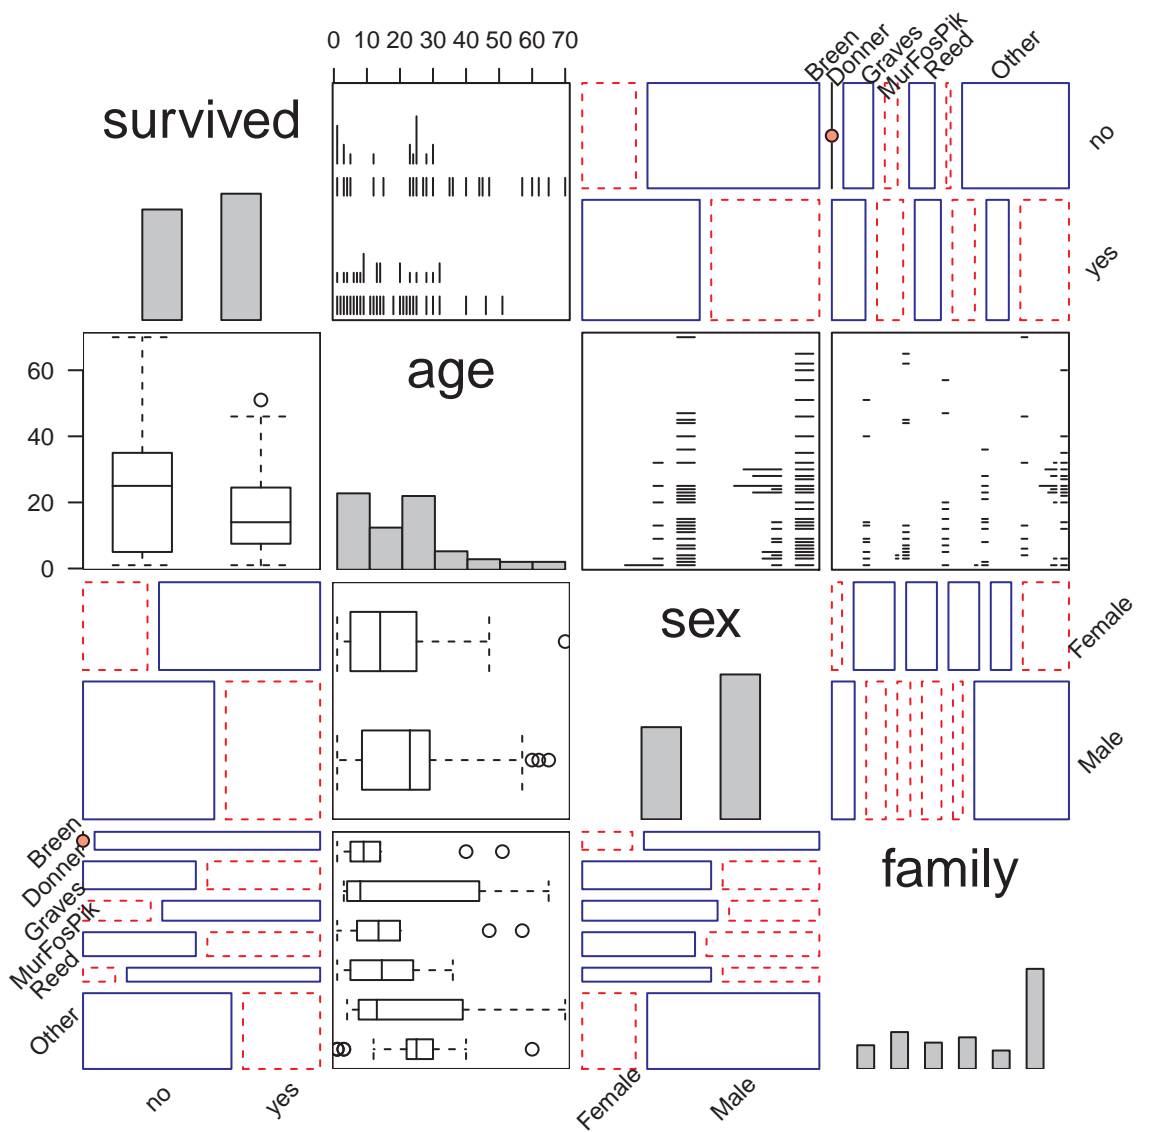 0 10 20 30 40 50 60 70
Breen
Donner
Graves
MurFosPik
Reed
Other
survived
no
yes
age
60
40
20
0
sex
Female
Male
Breen
Donner
Graves
MurFosPik
Reed
Other
family
no
yes
Female
Male